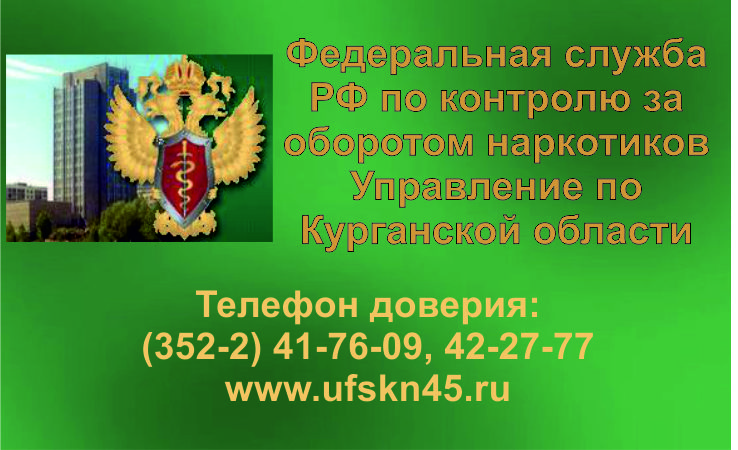 Федеральная служба
РФ по контролю за
оборотом наркотиков
Управление по
Курганской области
Телефон доверия:
(352-2) 41-76-09, 42-27-77
www.ufskn45.ru